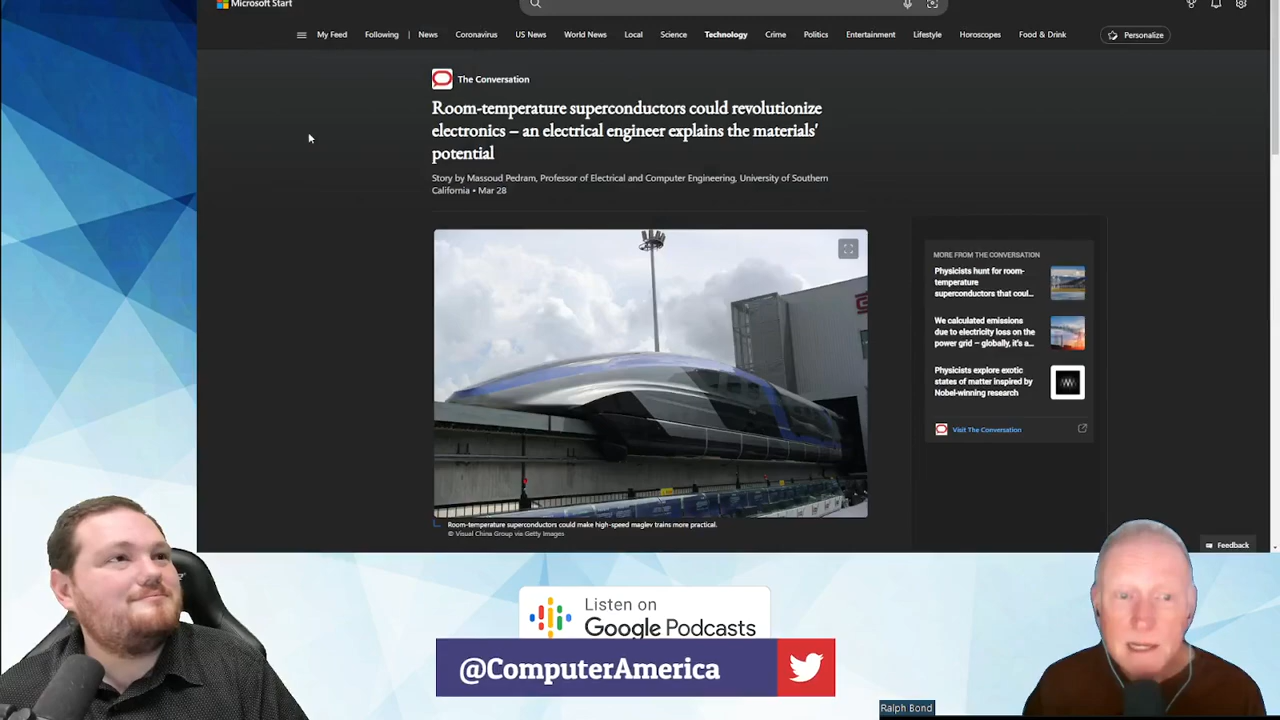 Microsoft Start
My Feed
Following
News
Coronavirus
US News
World News
Local
Science
Technology
Crime
Politics
Entertainment
Lifestyle
Horoscopes
Food & Drink
Personalize
The Conversation
Room-temperature superconductors could revolutionize
electronics – an electrical engineer explains the materials'
potential
Story by Massoud Pedram, Professor of Electrical and Computer Engineering, University of Southern
California • Mar 28
MORE FROM THE CONVERSATION
Physicists hunt for room-
temperature
superconductors that coul...
We calculated emissions
due to electricity loss on the
power grid – globally, it's a...
Physicists explore exotic
states of matter inspired by
Nobel-winning research
Visit The Conversation
Room-temperature superconductors could make high-speed maglev trains more practical.
© Visual China Group via Getty Images
Feedback
Listen on
Google Podcasts
@ComputerAmerica
Ralph Bond